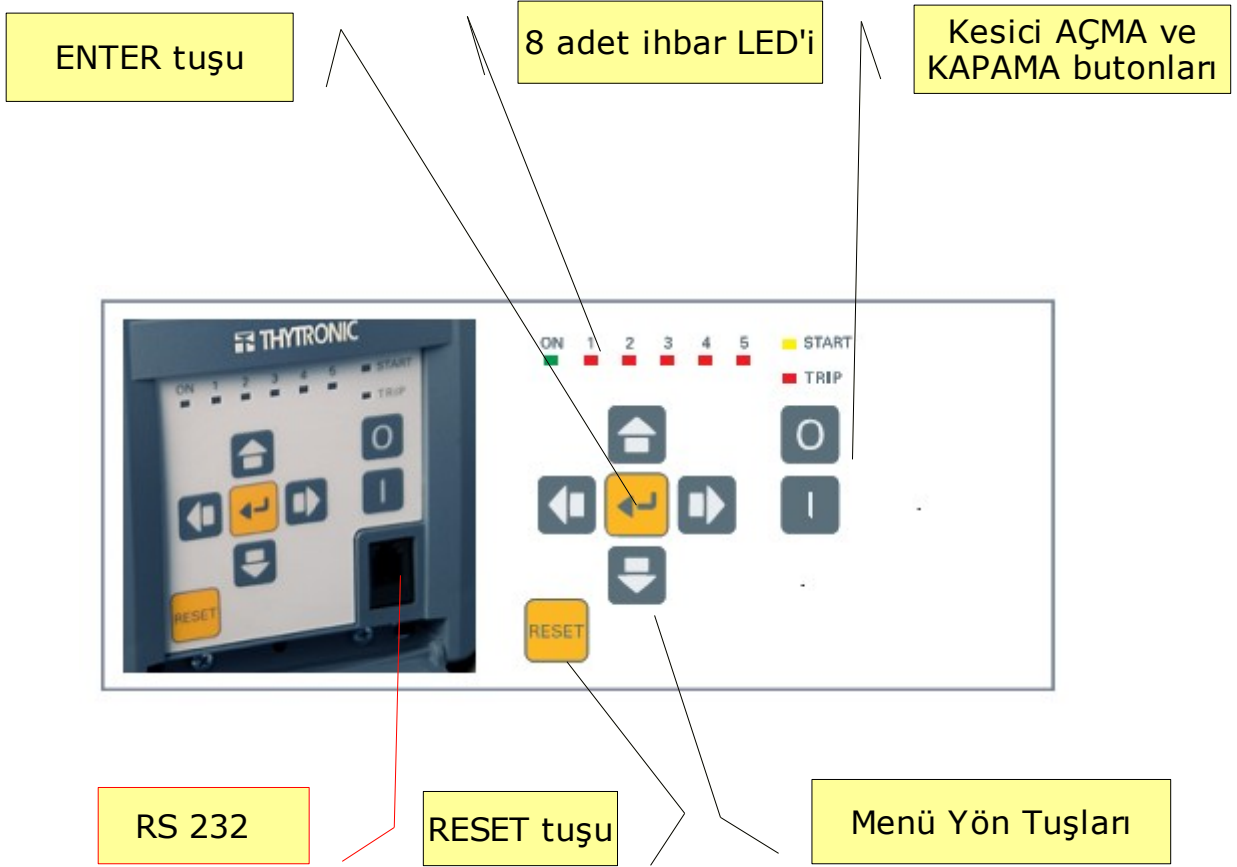 ENTER tuşu
8 adet ihbar LED'i
Kesici AÇMA ve
KAPAMA butonları
THYTRONIC
ON 1 2 3 4 5 START
TRIP
O
I
RESET
ON 1 2 3 4 5 START
TRIP
O
I
RESET
RS 232
RESET tuşu
Menü Yön Tuşları